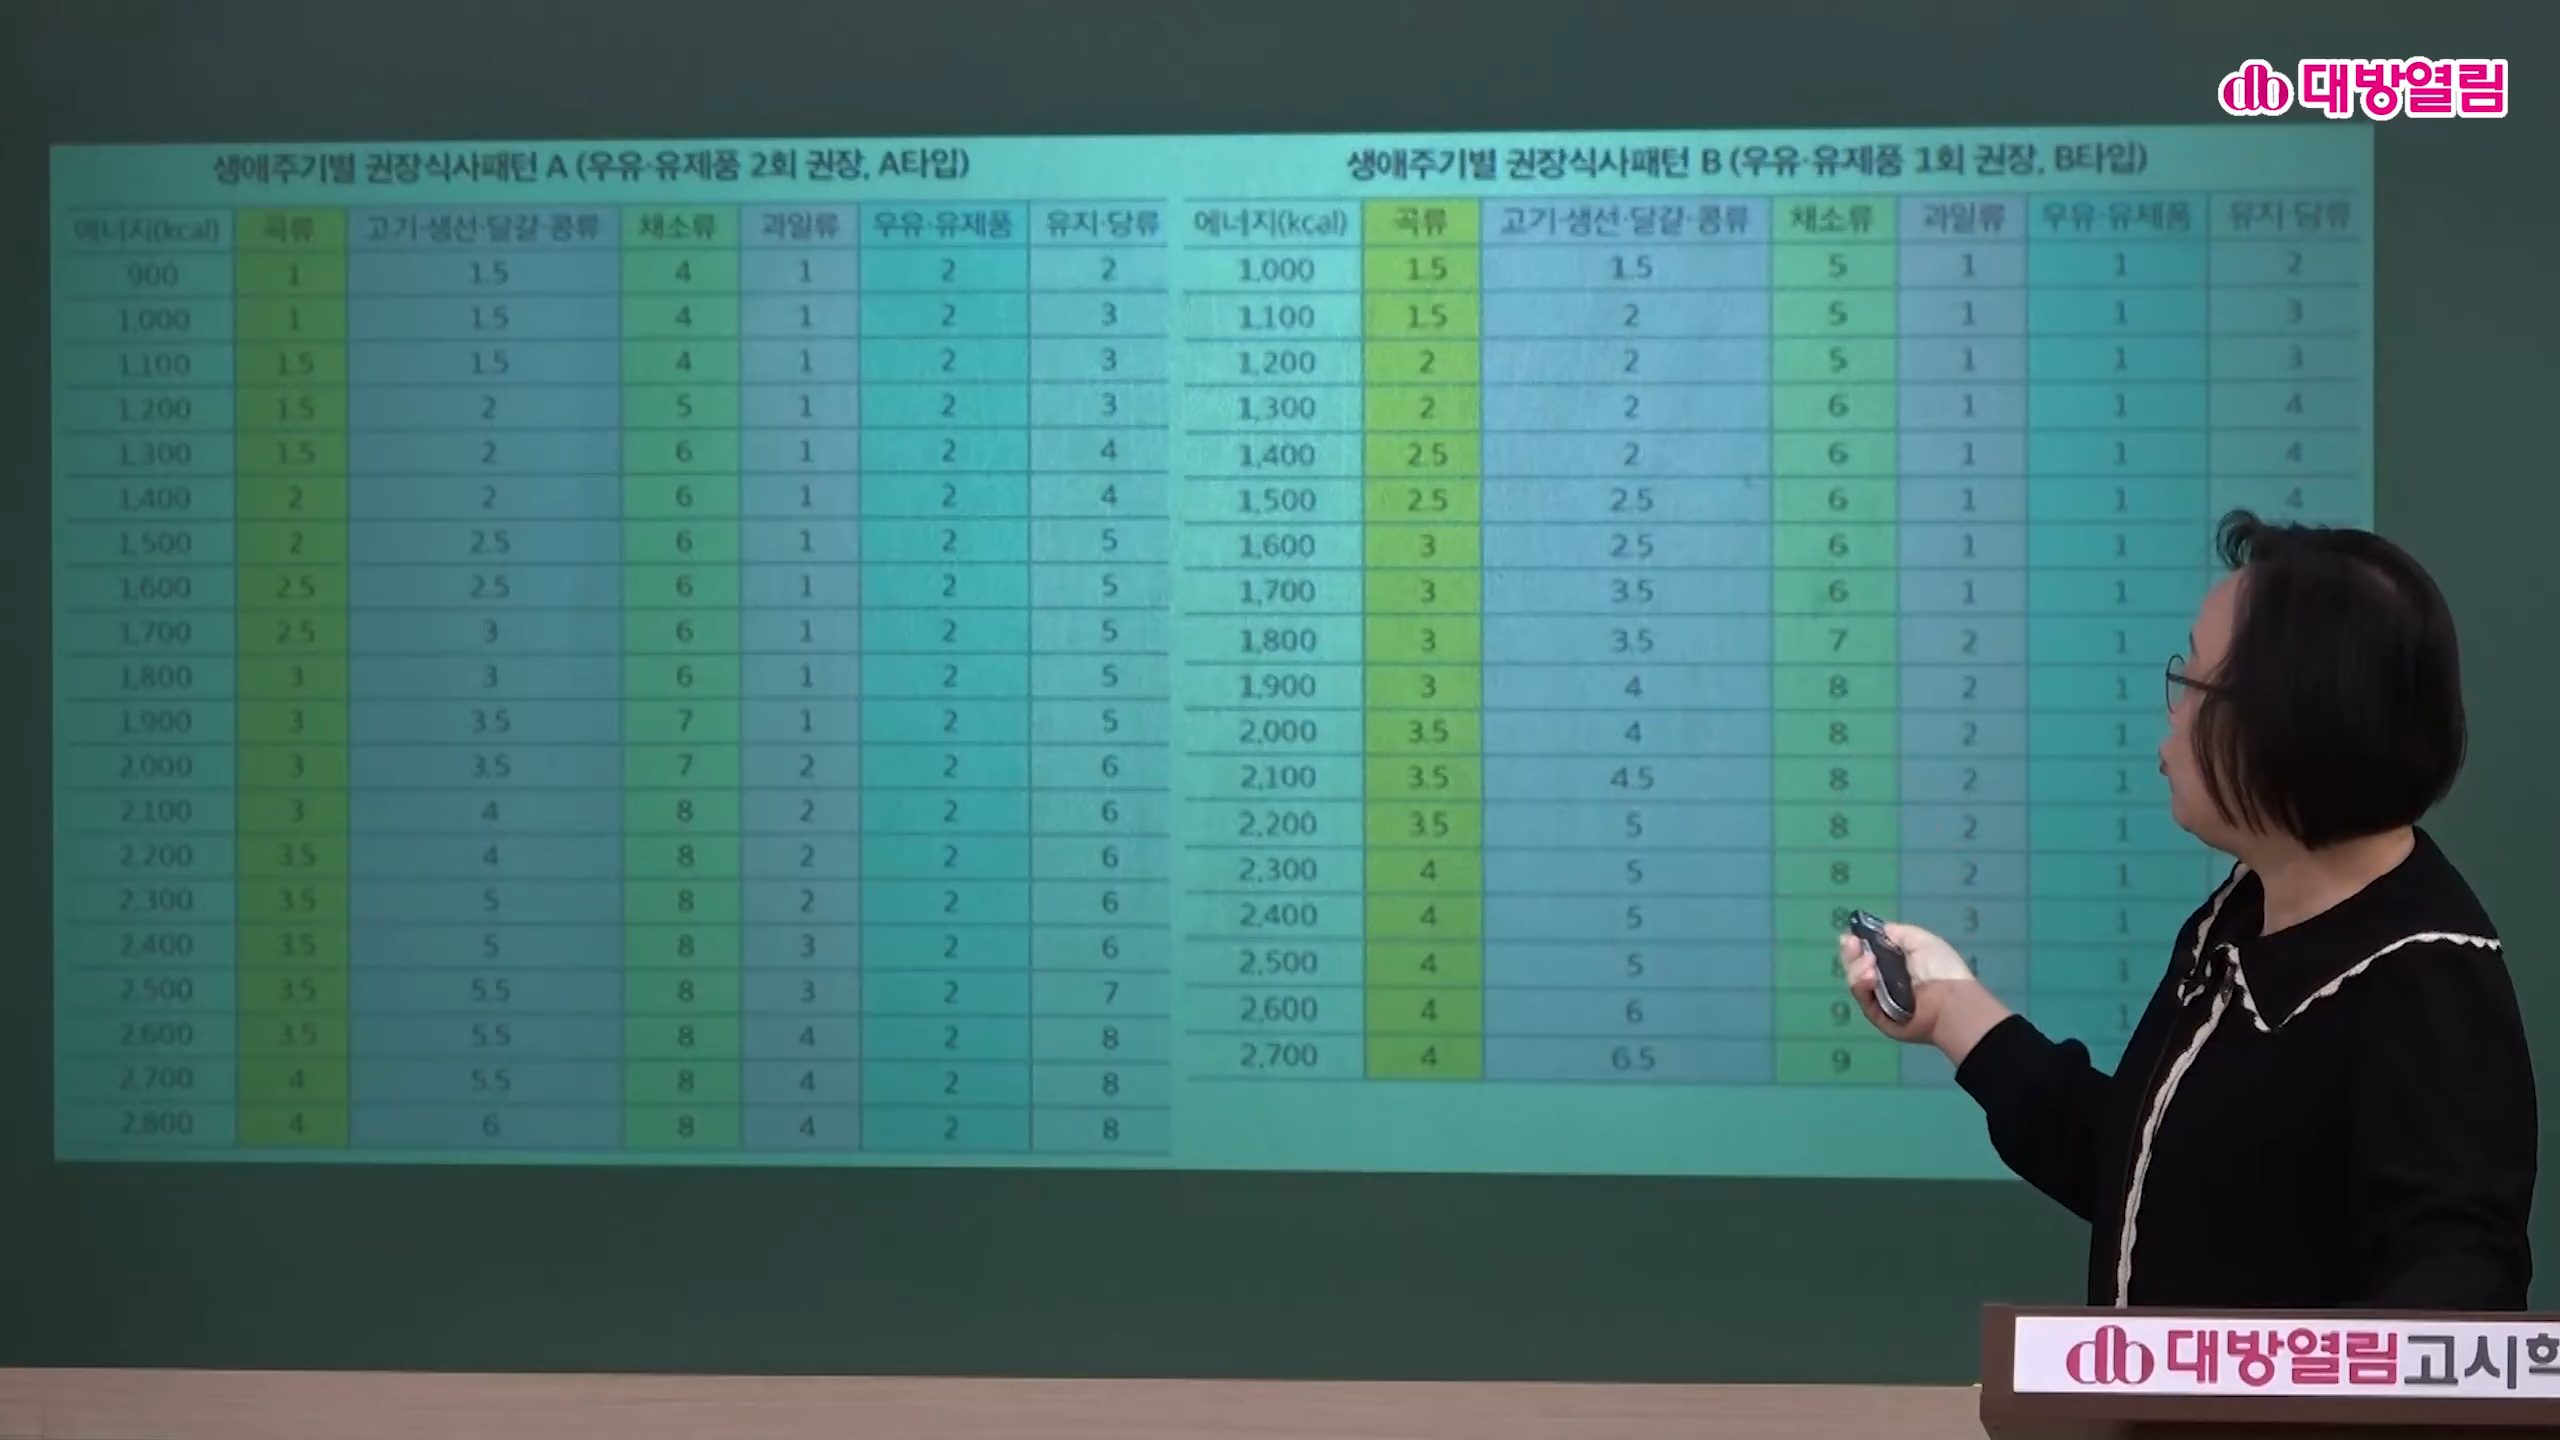 대방열림
생애주기별 권장식사패턴 A (우유·유제품 2회 권장, A타입)
에너지(kcal) 곡류 고기·생선·달걀·콩류 채소류 과일류 우유·유제품 유지·당류
900 1 1.5 4 1 2 2
1,000 1 1.5 4 1 2 3
1,100 1.5 1.5 4 1 2 3
1,200 1.5 2 5 1 2 3
1,300 1.5 2 6 1 2 4
1,400 2 2 6 1 2 4
1,500 2 2.5 6 1 2 5
1,600 2.5 2.5 6 1 2 5
1,700 2.5 3 6 1 2 5
1,800 3 3 6 1 2 5
1,900 3 3.5 7 1 2 5
2,000 3 3.5 7 2 2 6
2,100 3 4 8 2 2 6
2,200 3.5 4 8 2 2 6
2,300 3.5 5 8 2 2 6
2,400 3.5 5 8 3 2 6
2,500 3.5 5.5 8 3 2 7
2,600 3.5 5.5 8 4 2 8
2,700 4 5.5 8 4 2 8
2,800 4 6 8 4 2 8
생애주기별 권장식사패턴 B (우유·유제품 1회 권장, B타입)
에너지(kcal) 곡류 고기·생선·달걀·콩류 채소류 과일류 우유·유제품 유지·당류
1,000 1.5 1.5 5 1 1 2
1,100 1.5 2 5 1 1 3
1,200 2 2 5 1 1 3
1,300 2 2 6 1 1 4
1,400 2.5 2 6 1 1 4
1,500 2.5 2.5 6 1 1 4
1,600 3 2.5 6 1 1
1,700 3 3.5 6 1 1
1,800 3 3.5 7 2 1
1,900 3 4 8 2 1
2,000 3.5 4 8 2 1
2,100 3.5 4.5 8 2 1
2,200 3.5 5 8 2 1
2,300 4 5 8 2 1
2,400 4 5 8 3 1
2,500 4 5 1
2,600 4 6 9 1
2,700 4 6.5 9
대방열림고시